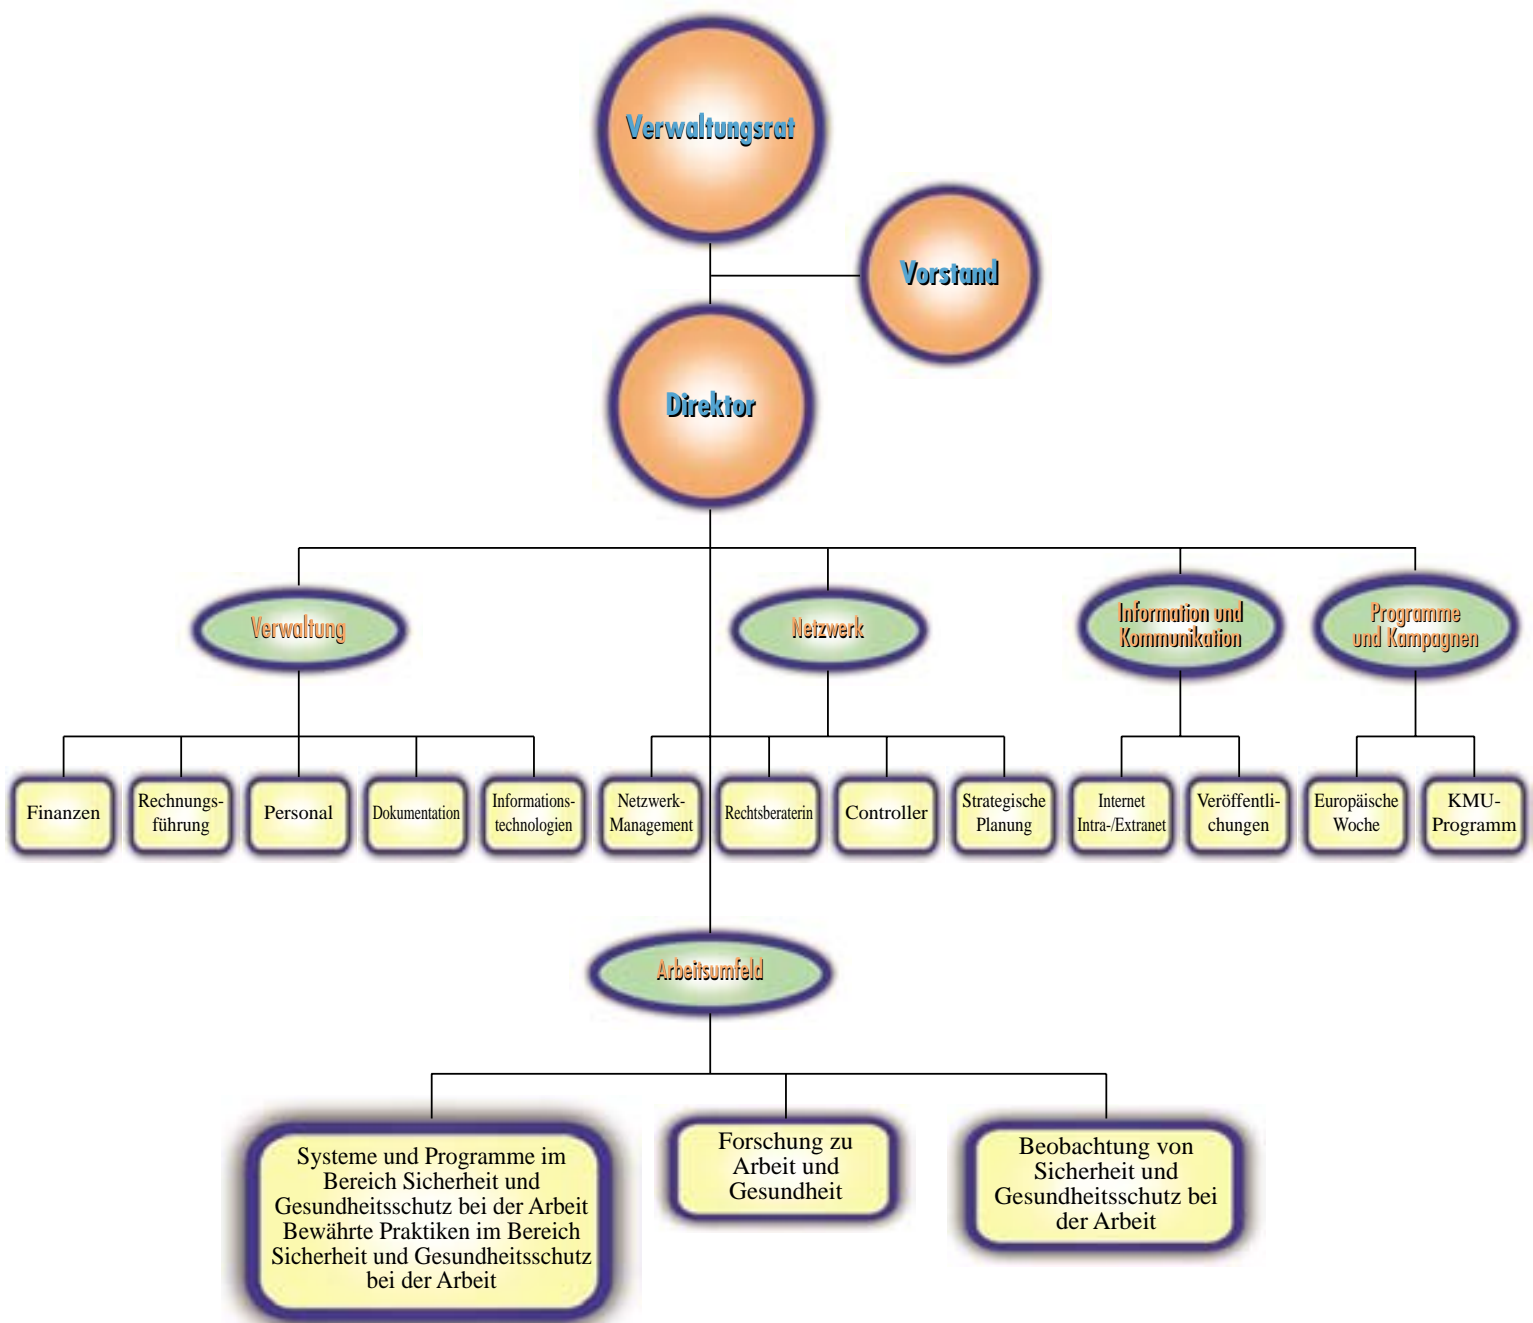 Verwaltungsrat
Vorstand
Direktor
Verwaltung
Netzwerk
Information und
Kommunikation
Programme
und Kampagnen
Finanzen
Rechnungs-
führung
Personal
Dokumentation
Informations-
technologien
Netzwerk-
Management
Rechtsberaterin
Controller
Strategische
Planung
Internet
Intra-/Extranet
Veröffentli-
chungen
Europäische
Woche
KMU-
Programm
Arbeitsumfeld
Systeme und Programme im
Bereich Sicherheit und
Gesundheitsschutz bei der Arbeit
Bewährte Praktiken im Bereich
Sicherheit und Gesundheitsschutz
bei der Arbeit
Forschung zu
Arbeit und
Gesundheit
Beobachtung von
Sicherheit und
Gesundheitsschutz bei
der Arbeit